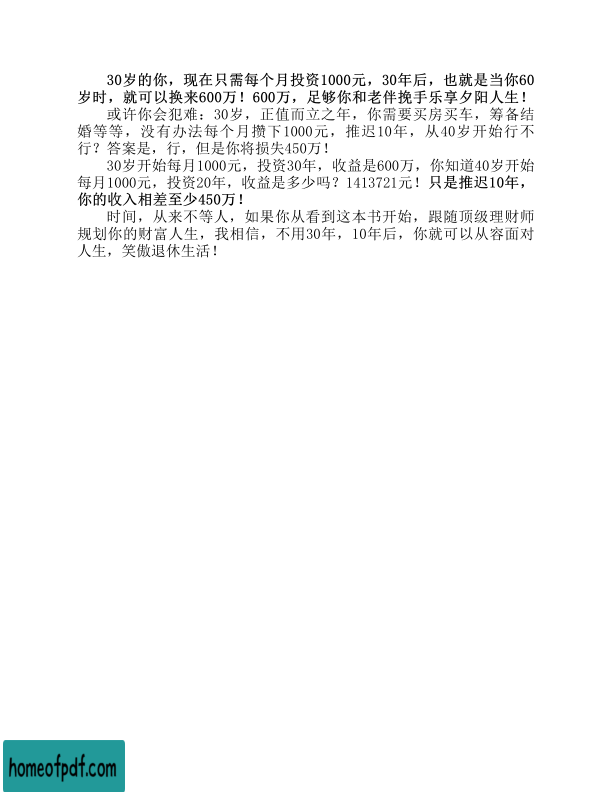 30岁的你，现在只需每个月投资1000元，30年后，也就是当你60
岁时，就可以换来600万！600万，足够你和老伴挽手乐享夕阳人生！
或许你会犯难：30岁，正值而立之年，你需要买房买车，筹备结
婚等等，没有办法每个月攒下1000元，推迟10年，从40岁开始行不
行？答案是，行，但是你将损失450万！
30岁开始每月1000元，投资30年，收益是600万，你知道40岁开始
每月1000元，投资20年，收益是多少吗？1413721元！只是推迟10年，
你的收入相差至少450万！
时间，从来不等人，如果你从看到这本书开始，跟随顶级理财师
规划你的财富人生，我相信，不用30年，10年后，你就可以从容面对
人生，笑傲退休生活！
homeofpdf.com